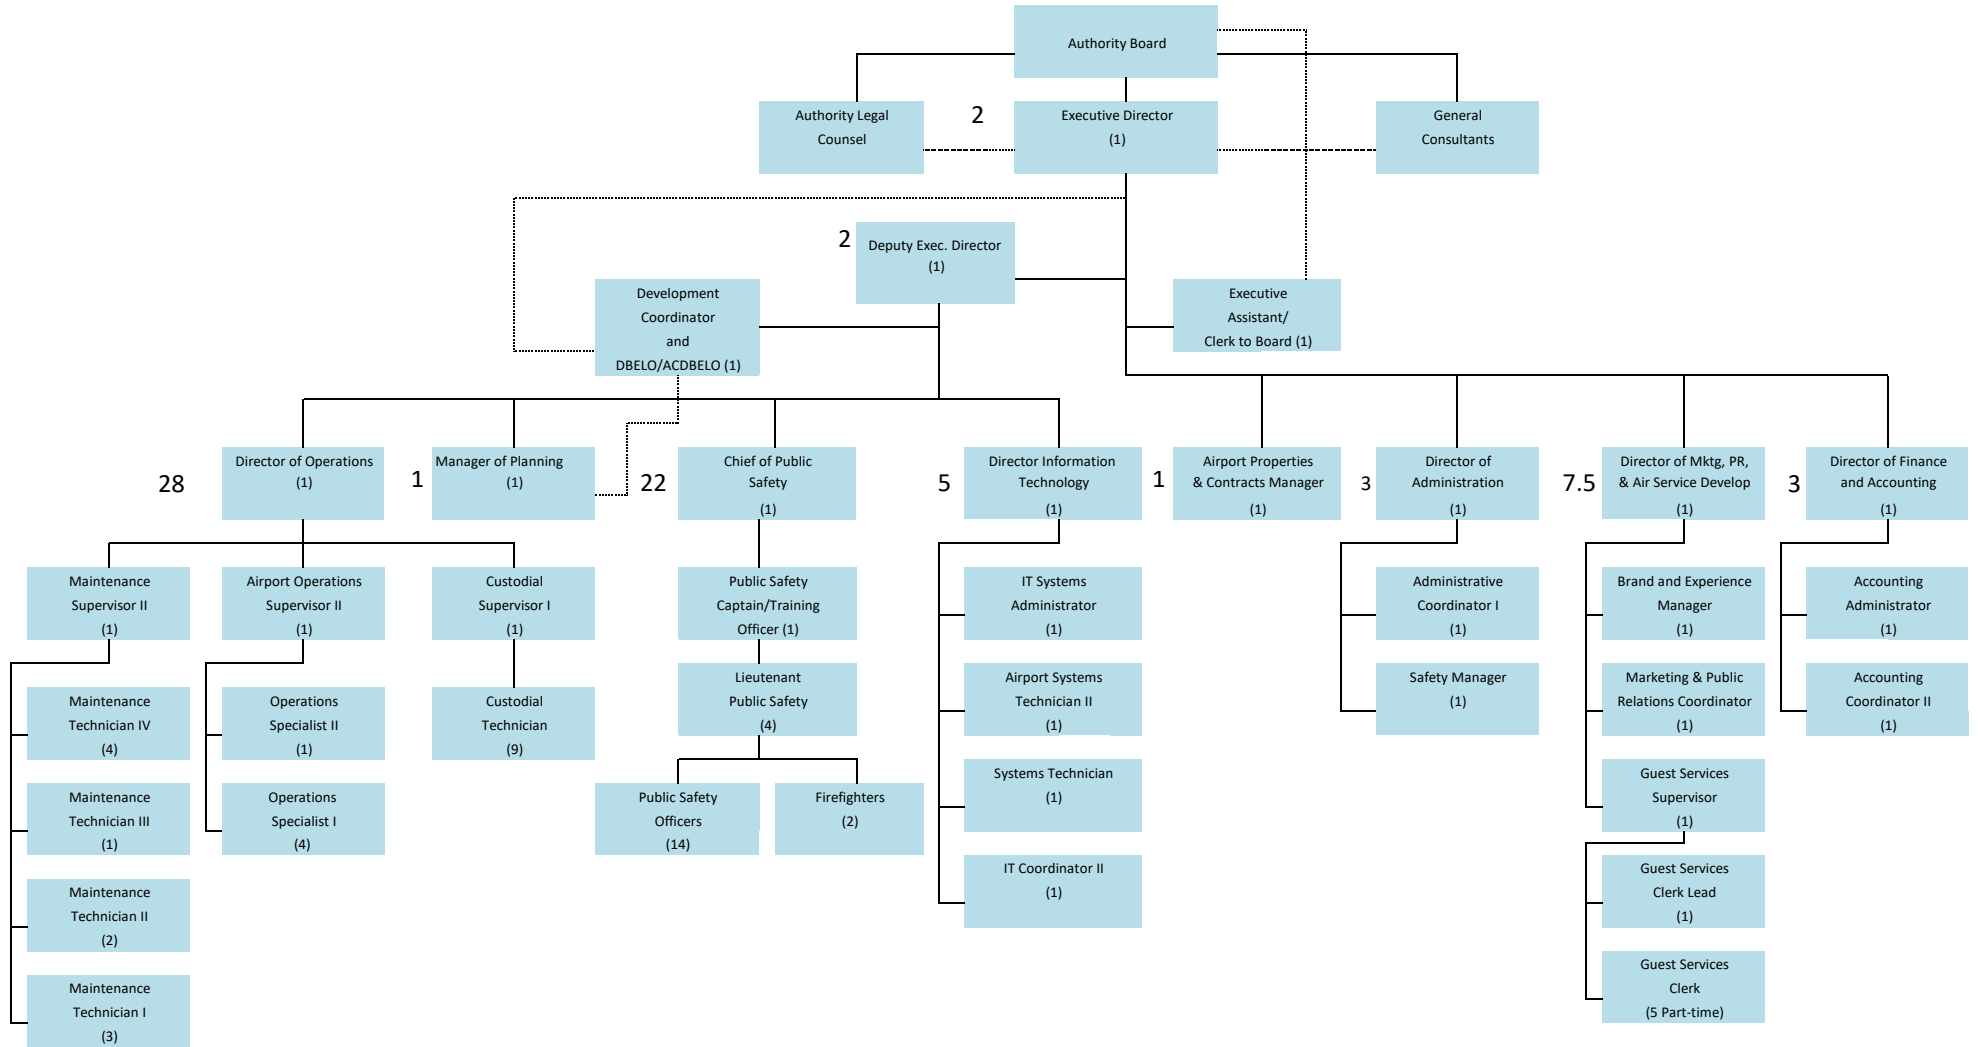 Authority Board
Authority Legal
Counsel
2
Executive Director
(1)
General
Consultants
2
Deputy Exec. Director
(1)
Development
Coordinator
and
DBELO/ACDBELO (1)
Executive
Assistant/
Clerk to Board (1)
28
Director of Operations
(1)
1
Manager of Planning
(1)
22
Chief of Public
Safety
(1)
5
Director Information
Technology
(1)
1
Airport Properties
& Contracts Manager
(1)
3
Director of
Administration
(1)
7.5
Director of Mktg, PR,
& Air Service Develop
(1)
3
Director of Finance
and Accounting
(1)
Maintenance
Supervisor II
(1)
Airport Operations
Supervisor II
(1)
Custodial
Supervisor I
(1)
Public Safety
Captain/Training
Officer (1)
IT Systems
Administrator
(1)
Administrative
Coordinator I
(1)
Brand and Experience
Manager
(1)
Accounting
Administrator
(1)
Maintenance
Technician IV
(4)
Operations
Specialist II
(1)
Custodial
Technician
(9)
Lieutenant
Public Safety
(4)
Airport Systems
Technician II
(1)
Safety Manager
(1)
Marketing & Public
Relations Coordinator
(1)
Accounting
Coordinator II
(1)
Maintenance
Technician III
(1)
Operations
Specialist I
(4)
Public Safety
Officers
(14)
Firefighters
(2)
Systems Technician
(1)
Guest Services
Supervisor
(1)
Maintenance
Technician II
(2)
IT Coordinator II
(1)
Guest Services
Clerk Lead
(1)
Maintenance
Technician I
(3)
Guest Services
Clerk
(5 Part-time)